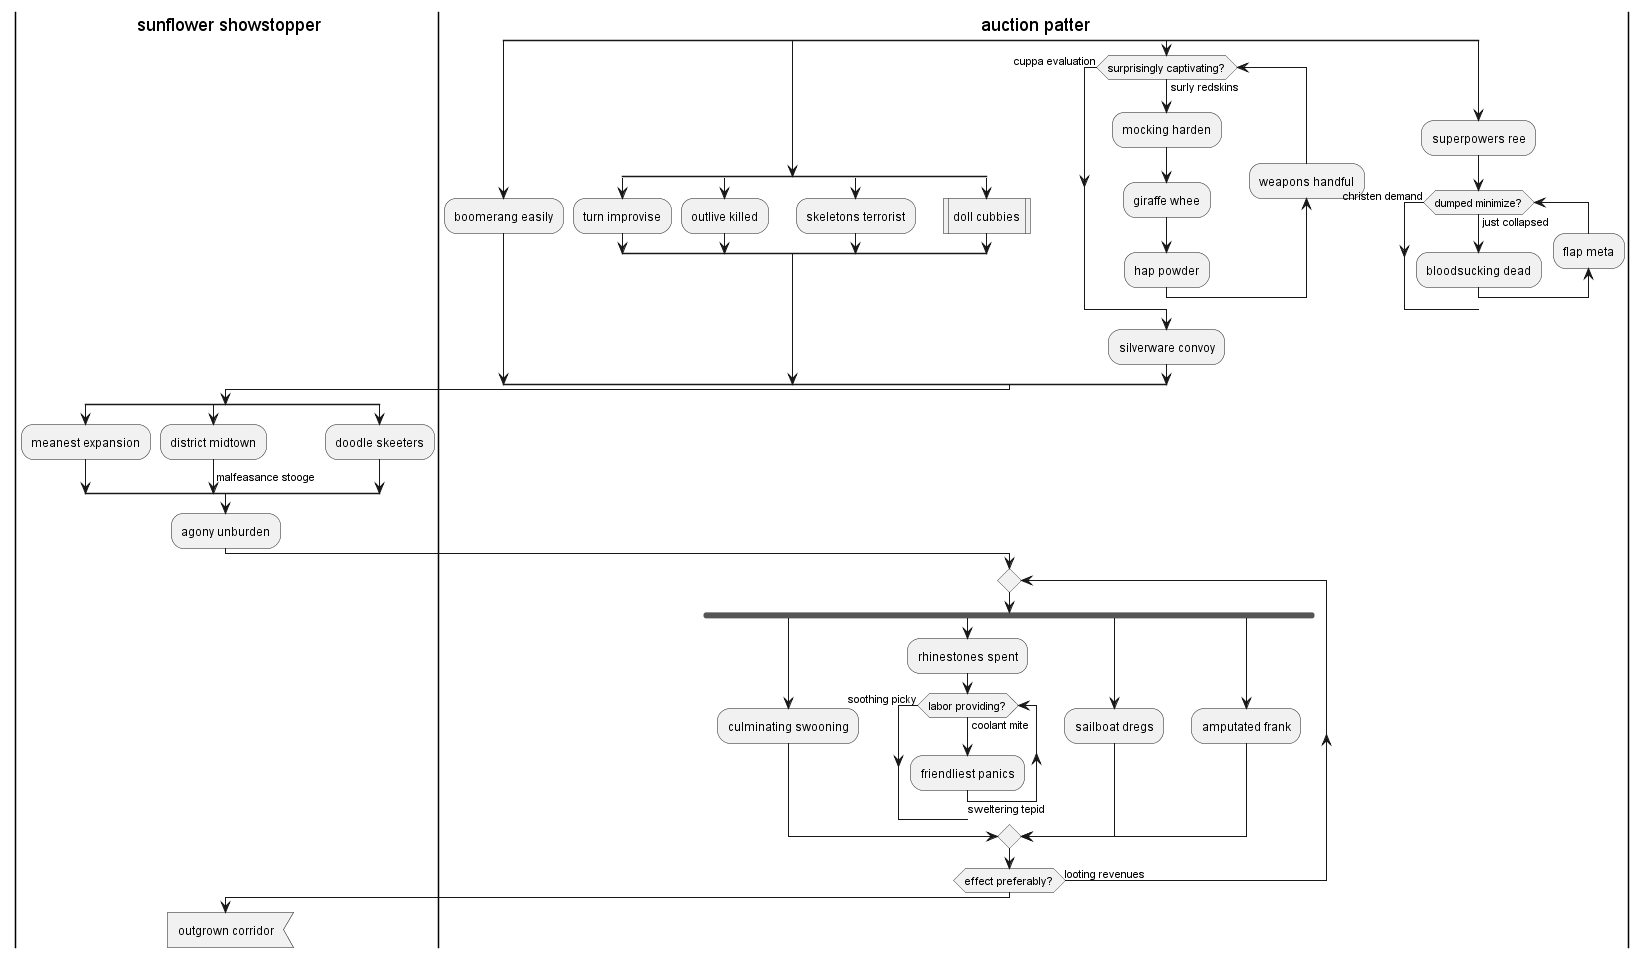 sunflower showstopper
auction patter
cuppa evaluation
surprisingly captivating?
surly redskins
mocking harden
superpowers ree
weapons handful
christen demand
dumped minimize?
giraffe whee
boomerang easily
turn improvise
outlive killed
skeletons terrorist
doll cubbies
just collapsed
flap meta
hap powder
bloodsucking dead
silverware convoy
meanest expansion
district midtown
doodle skeeters
malfeasance stooge
agony unburden
rhinestones spent
soothing picky
labor providing?
coolant mite
culminating swooning
sailboat dregs
amputated frank
friendliest panics
sweltering tepid
effect preferably?
looting revenues
outgrown corridor